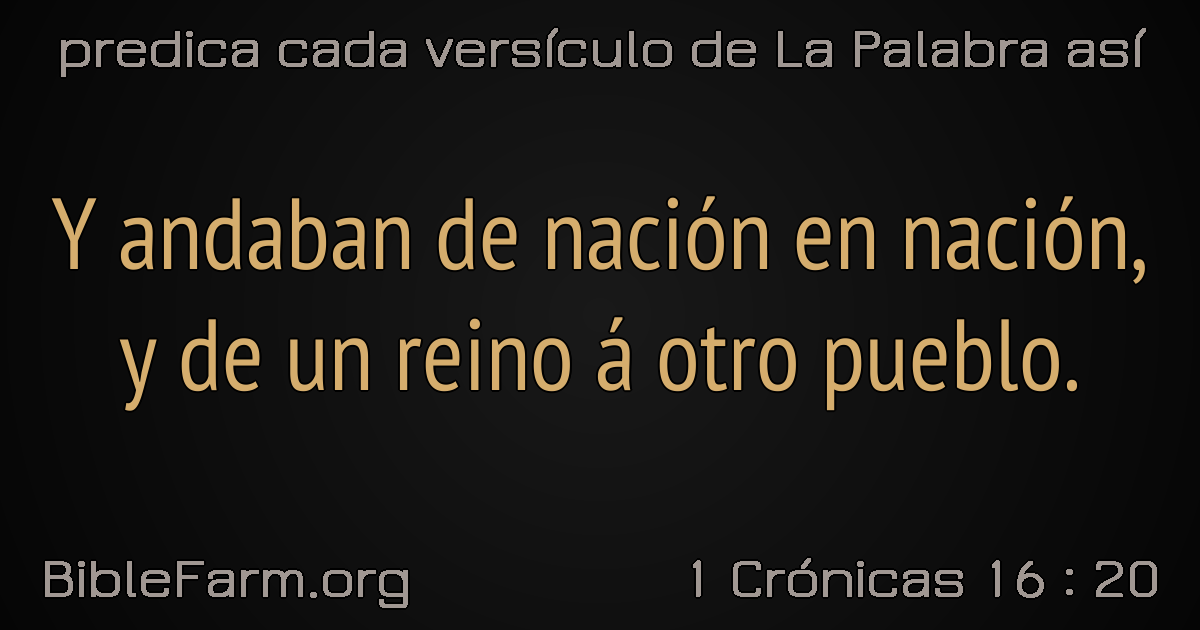 predica cada versículo de La Palabra así
Y andaban de nación en nación,
y de un reino á otro pueblo.
BibleFarm.org
1 Crónicas 16 : 20